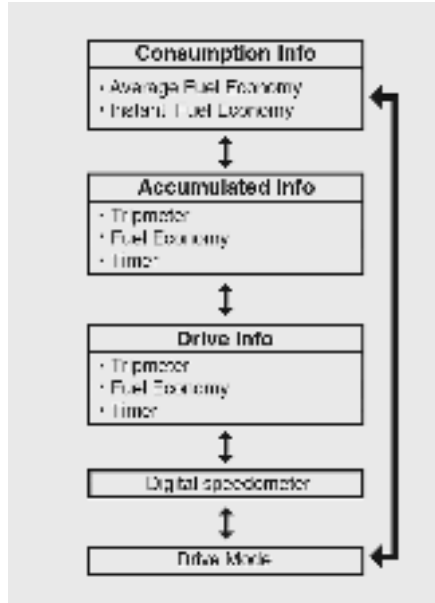 Consumption Info
· Average Fuel Economy
· Instant Fuel Economy
Accumulated Info
· Tripmeter
· Fuel Economy
· Timer
Drive Info
· Tripmeter
· Fuel Economy
· Timer
Digital speedometer
Drive Mode